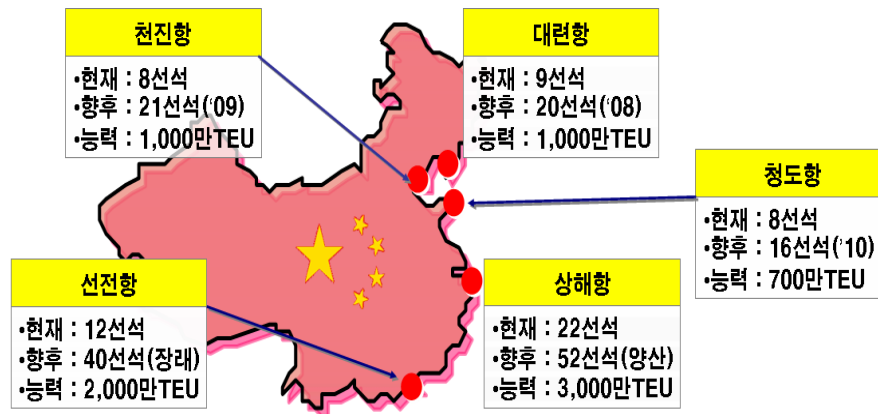 천진항
•현재 : 8선석
•향후 : 21선석('09)
•능력 : 1,000만TEU
대련항
•현재 : 9선석
•향후 : 20선석('08)
•능력 : 1,000만TEU
청도항
•현재 : 8선석
•향후 : 16선석('10)
•능력 : 700만TEU
선전항
•현재 : 12선석
•향후 : 40선석(장래)
•능력 : 2,000만TEU
상해항
•현재 : 22선석
•향후 : 52선석(양산)
•능력 : 3,000만TEU